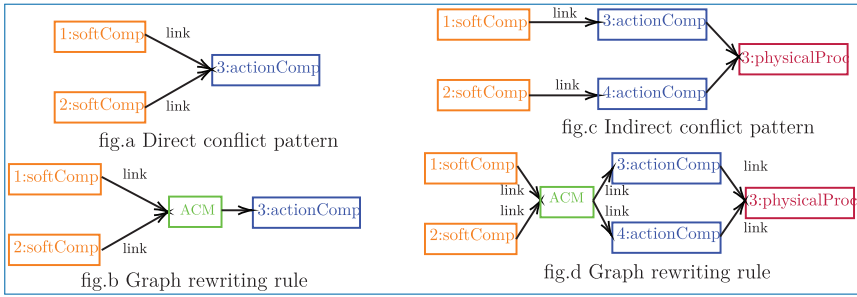 1:softComp
link
3:actionComp
link
2:softComp
fig.a Direct conflict pattern
1:softComp
link
3:actionComp
3:physicalProc
2:softComp
link
4:actionComp
fig.c Indirect conflict pattern
1:softComp
link
ACM
3:actionComp
2:softComp
link
fig.b Graph rewriting rule
1:softComp
3:actionComp
link
link
link
ACM
3:physicalProc
link
link
link
2:softComp
4:actionComp
fig.d Graph rewriting rule